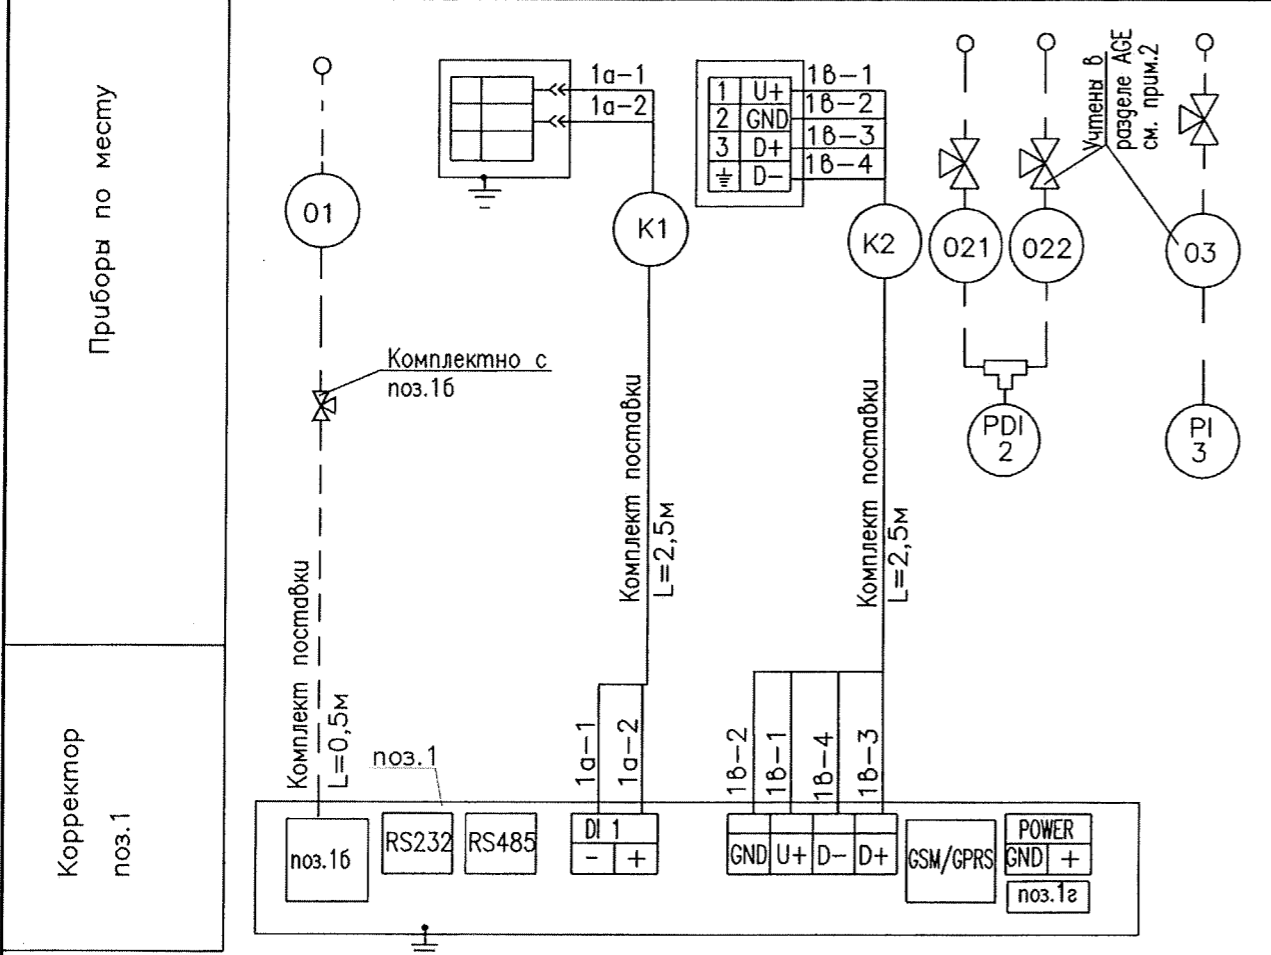 Приборы по месту
Корректор
поз.1
01
Комплектно с
поз.1б
Комплект поставки
L=0,5м
1а-1
1а-2
К1
Комплект поставки
L=2,5м
1 U+
2 GND
3 D+
D-
1в-1
1в-2
1в-3
1в-4
К2
Комплект поставки
L=2,5м
021
022
PDI
2
Учтены в
разделе AGE
см. прим.2
03
PI
3
поз.1
1а-1
1а-2
1в-2
1в-1
1в-4
1в-3
поз.1б
RS232
RS485
DI 1
- +
GND U+ D- D+
GSM/GPRS
POWER
GND +
поз.1г